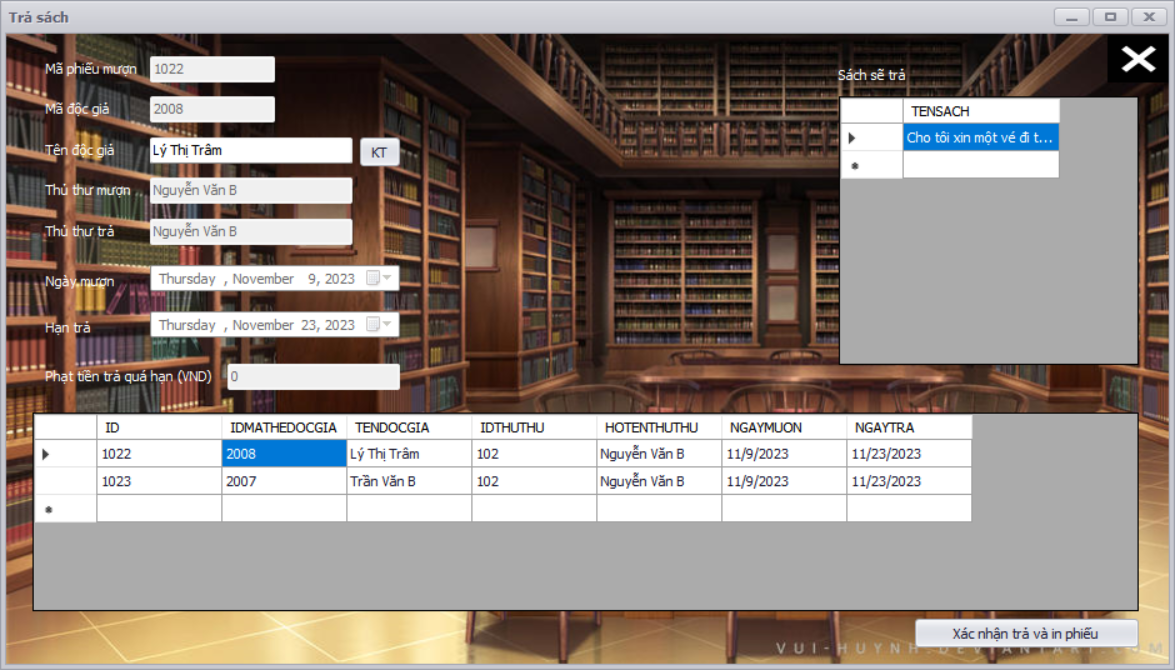 Trả sách
Mã phiếu mượn 1022
Mã độc giả 2008
Tên độc giả Lý Thị Trâm KT
Thủ thư mượn Nguyễn Văn B
Thủ thư trả Nguyễn Văn B
Ngày mượn Thursday , November 9, 2023
Hạn trả Thursday , November 23, 2023
Phạt tiền trả quá hạn (VND) 0
Sách sẽ trả
TENSACH
Cho tôi xin một vé đi t...
ID IDMATHEDOCGIA TENDOCGIA IDTHUTHU HOTENTHUTHU NGAYMUON NGAYTRA
1022 2008 Lý Thị Trâm 102 Nguyễn Văn B 11/9/2023 11/23/2023
1023 2007 Trần Văn B 102 Nguyễn Văn B 11/9/2023 11/23/2023
Xác nhận trả và in phiếu
VUI-HUYNH.DEVIANTART.COM